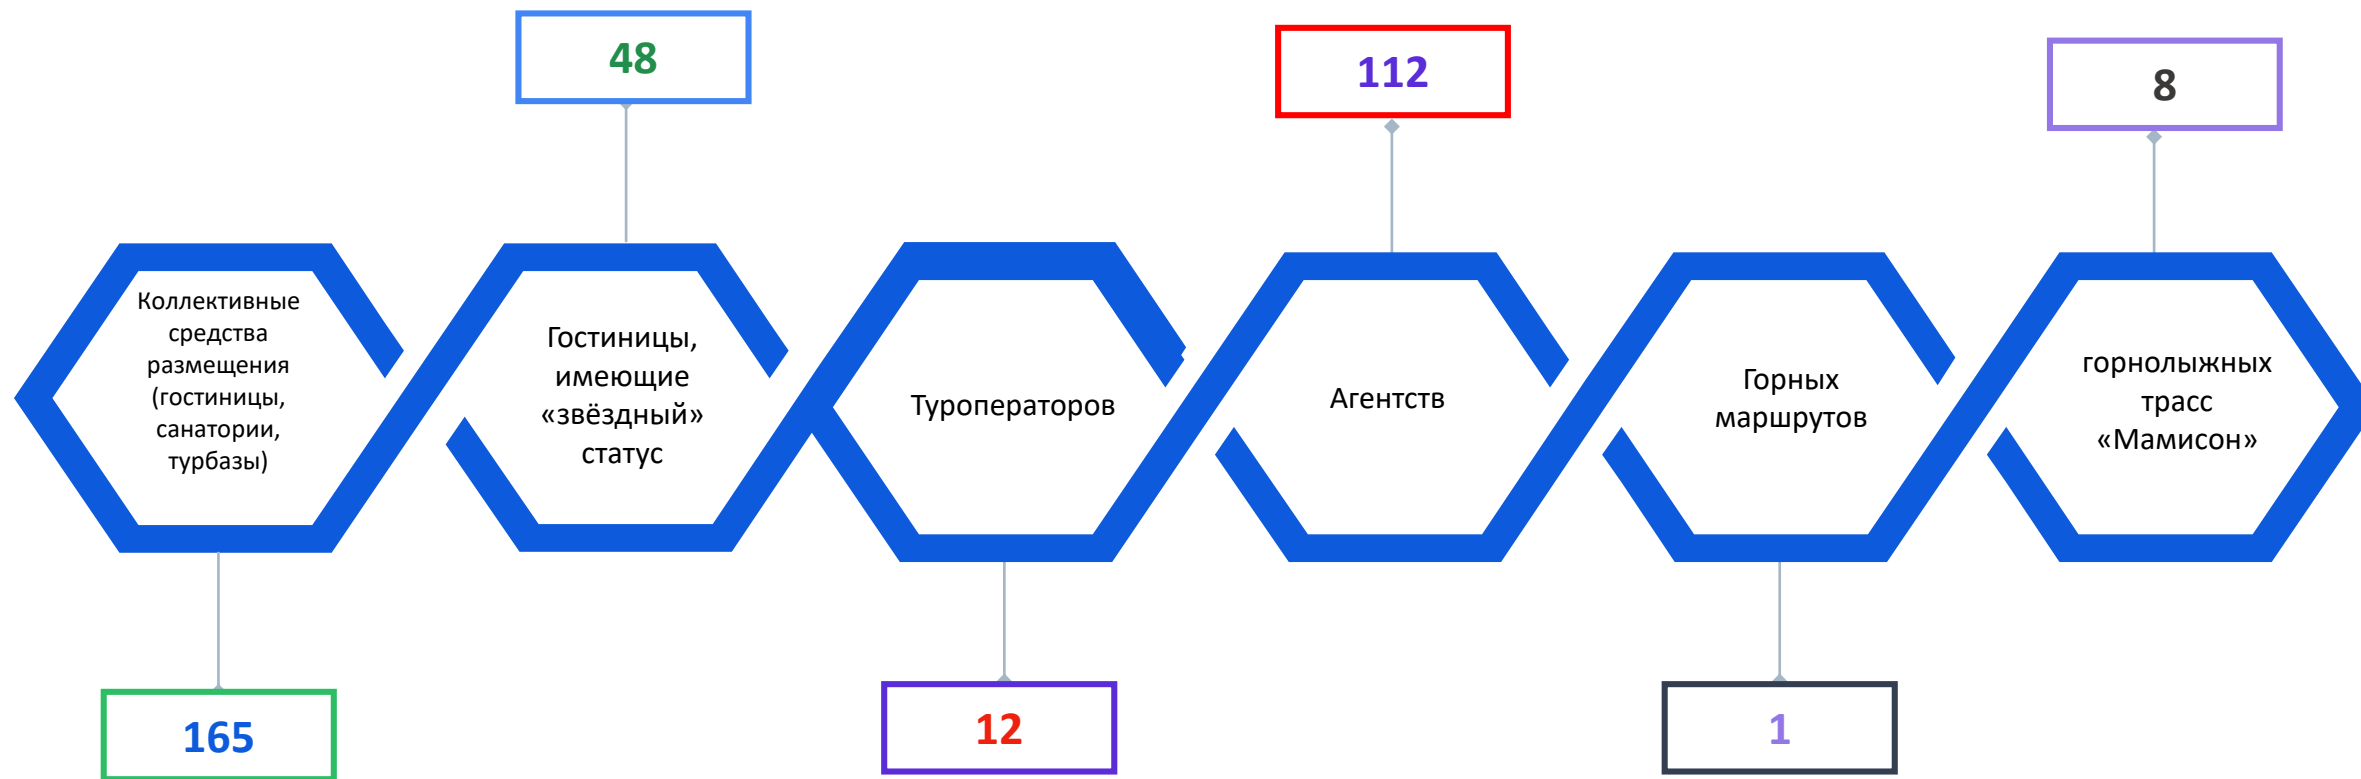 48
112
8
Коллективные
средства
размещения
(гостиницы,
санатории,
турбазы)
Гостиницы,
имеющие
«звёздный»
статус
Туроператоров
Агентств
Горных
маршрутов
горнолыжных
трасс
«Мамисон»
165
12
1